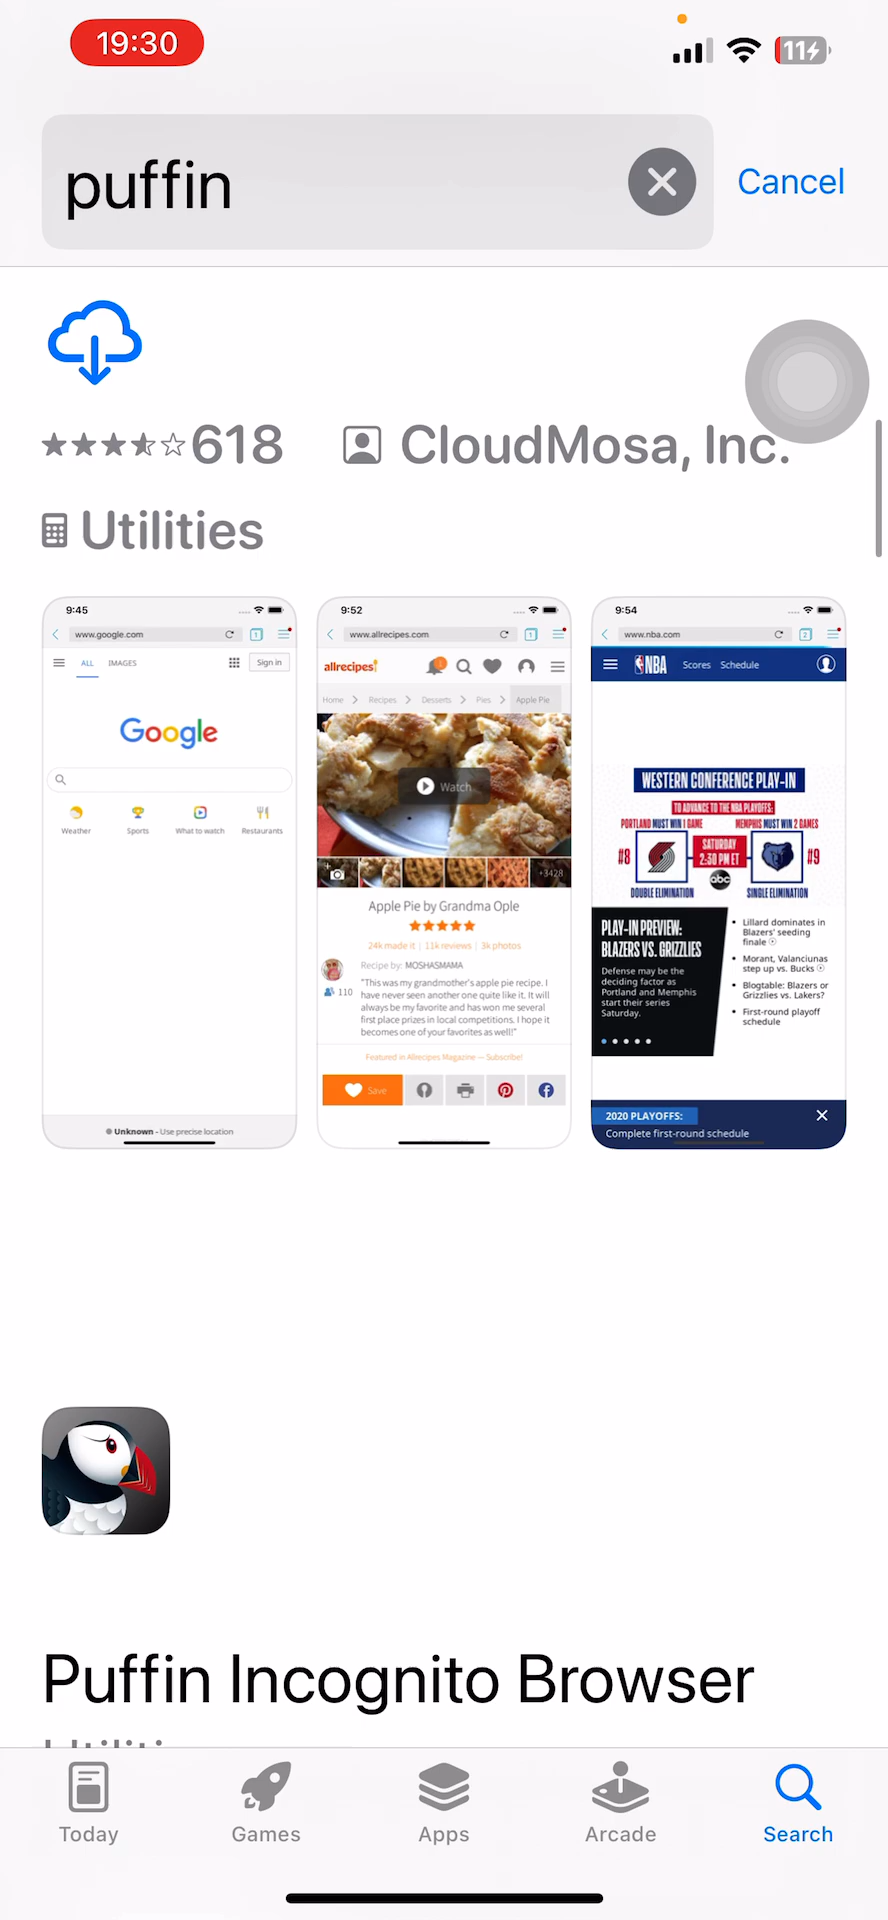 19:30
11
puffin
Cancel
618
CloudMosa, Inc.
Utilities
9:45
www.google.com
1
ALL IMAGES
Sign in
Google
Weather Sports What to watch Restaurants
Unknown - Use precise location
9:52
www.allrecipes.com
1
allrecipes
Home > Recipes > Desserts > Pies > Apple Pie
Watch
+3428
Apple Pie by Grandma Ople
24k made it | 11k reviews | 3k photos
Recipe by: MOSHASMAMA
110
"This was my grandmother's apple pie recipe. I
have never seen another one quite like it. It will
always be my favorite and has won me several
first place prizes in local competitions. I hope it
becomes one of your favorites as well!"
Featured in Allrecipes Magazine — Subscribe!
Save
9:54
www.nba.com
2
NBA
Scores Schedule
WESTERN CONFERENCE PLAY-IN
TO ADVANCE TO THE NBA PLAYOFFS:
PORTLAND MUST WIN 1 GAME
MEMPHIS MUST WIN 2 GAMES
#8
SATURDAY
2:30 PM ET
abc
#9
DOUBLE ELIMINATION
SINGLE ELIMINATION
PLAY-IN PREVIEW:
BLAZERS VS. GRIZZLIES
Defense may be the
deciding factor as
Portland and Memphis
start their series
Saturday.
• Lillard dominates in
Blazers' seeding
finale
• Morant, Valanciunas
step up vs. Bucks
• Blogtable: Blazers or
Grizzlies vs. Lakers?
• First-round playoff
schedule
2020 PLAYOFFS:
Complete first-round schedule
Puffin Incognito Browser
Today
Games
Apps
Arcade
Search